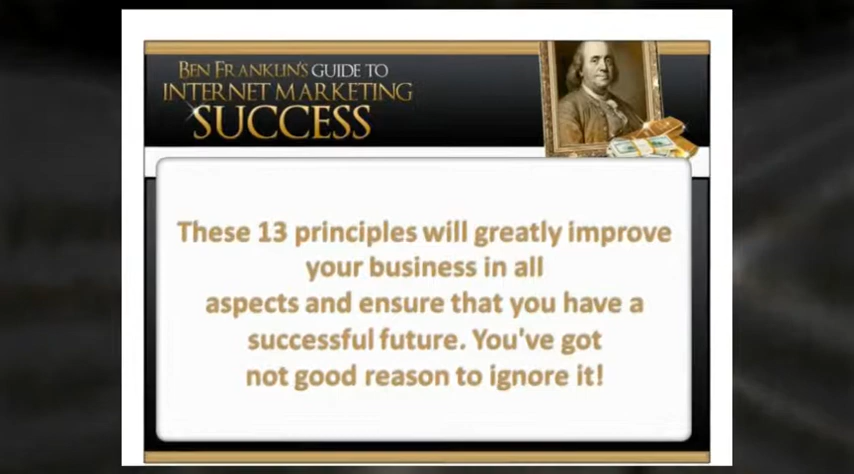 BEN FRANKLIN'S GUIDE TO
INTERNET MARKETING
SUCCESS
These 13 principles will greatly improve
your business in all
aspects and ensure that you have a
successful future. You've got
not good reason to ignore it!